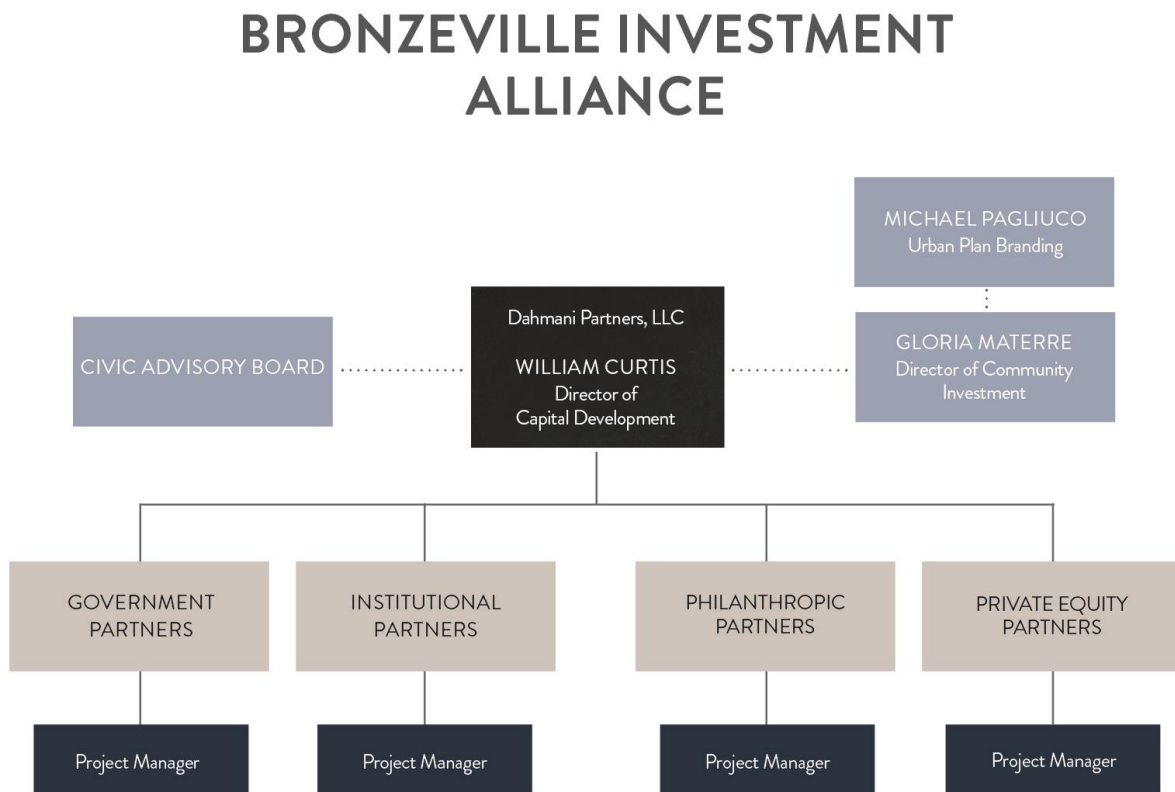 BRONZEVILLE INVESTMENT
ALLIANCE
MICHAEL PAGLIUCO
Urban Plan Branding
Dahmani Partners, LLC
WILLIAM CURTIS
Director of
Capital Development
CIVIC ADVISORY BOARD
GLORIA MATERRE
Director of Community
Investment
GOVERNMENT
PARTNERS
INSTITUTIONAL
PARTNERS
PHILANTHROPIC
PARTNERS
PRIVATE EQUITY
PARTNERS
Project Manager
Project Manager
Project Manager
Project Manager